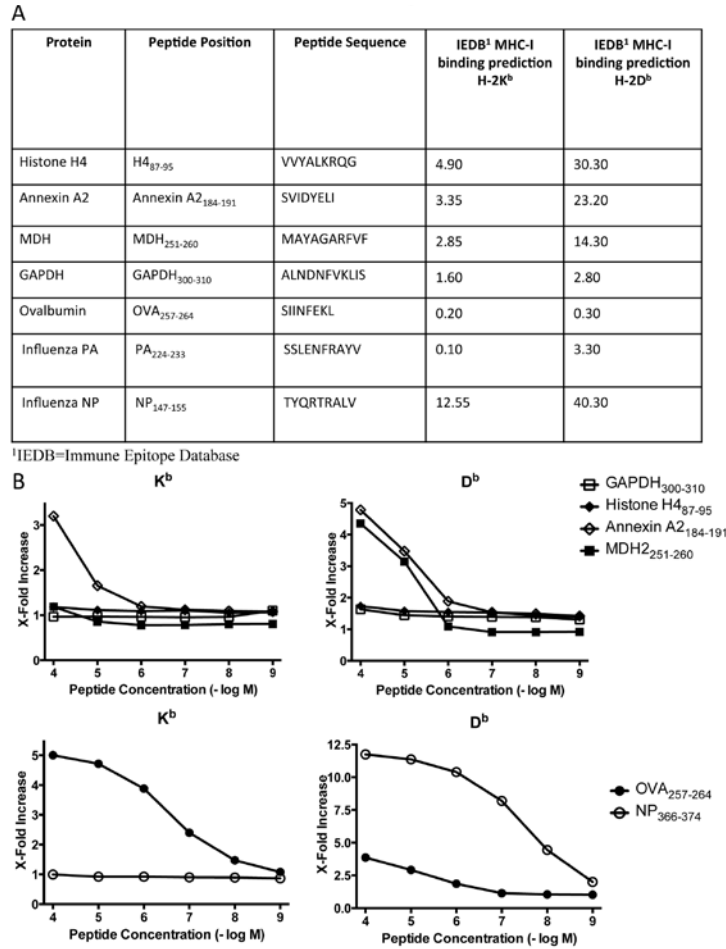 A
Protein Peptide Position Peptide Sequence IEDB¹ MHC-I IEDB¹ MHC-I
binding prediction binding prediction
H-2Kᵇ H-2Dᵇ
Histone H4 H4₈₇₋₉₅ VVYALKRQG 4.90 30.30
Annexin A2 Annexin A2₁₈₄₋₁₉₁ SVIDYELI 3.35 23.20
MDH MDH₂₅₁₋₂₆₀ MAYAGARFVF 2.85 14.30
GAPDH GAPDH₃₀₀₋₃₁₀ ALNDNFVKLIS 1.60 2.80
Ovalbumin OVA₂₅₇₋₂₆₄ SIINFEKL 0.20 0.30
Influenza PA PA₂₂₄₋₂₃₃ SSLENFRAYV 0.10 3.30
Influenza NP NP₁₄₇₋₁₅₅ TYQRTRALV 12.55 40.30
¹IEDB=Immune Epitope Database
B
Kᵇ
X-Fold Increase
3
2
1
0
4 5 6 7 8 9
Peptide Concentration (- log M)
Dᵇ
X-Fold Increase
5
4
3
2
1
0
4 5 6 7 8 9
Peptide Concentration (- log M)
GAPDH₃₀₀₋₃₁₀
Histone H4₈₇₋₉₅
Annexin A2₁₈₄₋₁₉₁
MDH2₂₅₁₋₂₆₀
Kᵇ
X-Fold Increase
5
4
3
2
1
0
4 5 6 7 8 9
Peptide Concentration (- log M)
Dᵇ
X-Fold Increase
12.5
10.0
7.5
5.0
2.5
0
4 5 6 7 8 9
Peptide Concentration (- log M)
OVA₂₅₇₋₂₆₄
NP₃₆₆₋₃₇₄